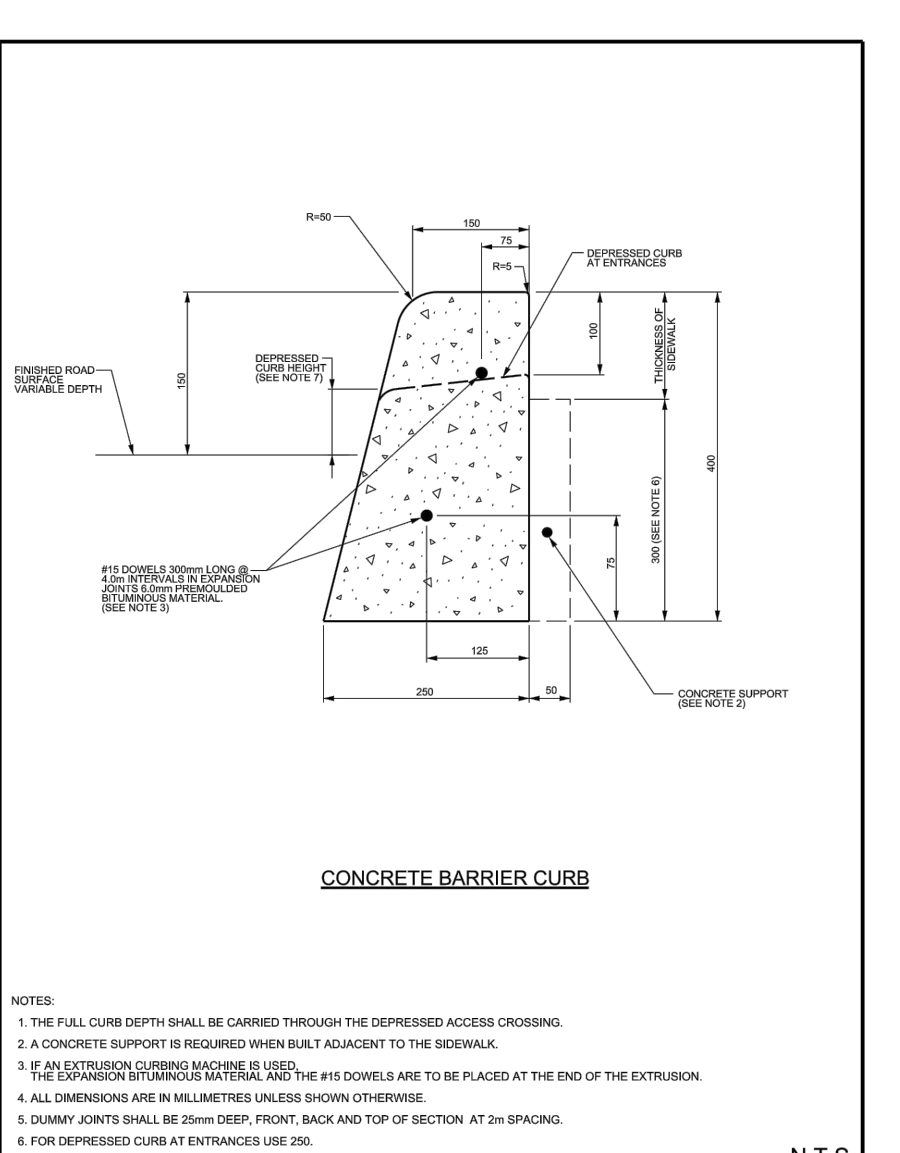 R=50
150
75
R=5
DEPRESSED CURB
AT ENTRANCES
100
THICKNESS OF
SIDEWALK
DEPRESSED
CURB HEIGHT
(SEE NOTE 7)
150
FINISHED ROAD
SURFACE
VARIABLE DEPTH
400
300 (SEE NOTE 6)
75
#15 DOWELS 300mm LONG @
4.0m INTERVALS IN EXPANSION
JOINTS 6.0mm PREMOULDED
BITUMINOUS MATERIAL.
(SEE NOTE 3)
125
250
50
CONCRETE SUPPORT
(SEE NOTE 2)
CONCRETE BARRIER CURB
NOTES:
1. THE FULL CURB DEPTH SHALL BE CARRIED THROUGH THE DEPRESSED ACCESS CROSSING.
2. A CONCRETE SUPPORT IS REQUIRED WHEN BUILT ADJACENT TO THE SIDEWALK.
3. IF AN EXTRUSION CURBING MACHINE IS USED,
THE EXPANSION BITUMINOUS MATERIAL AND THE #15 DOWELS ARE TO BE PLACED AT THE END OF THE EXTRUSION.
4. ALL DIMENSIONS ARE IN MILLIMETRES UNLESS SHOWN OTHERWISE.
5. DUMMY JOINTS SHALL BE 25mm DEEP, FRONT, BACK AND TOP OF SECTION AT 2m SPACING.
6. FOR DEPRESSED CURB AT ENTRANCES USE 250.